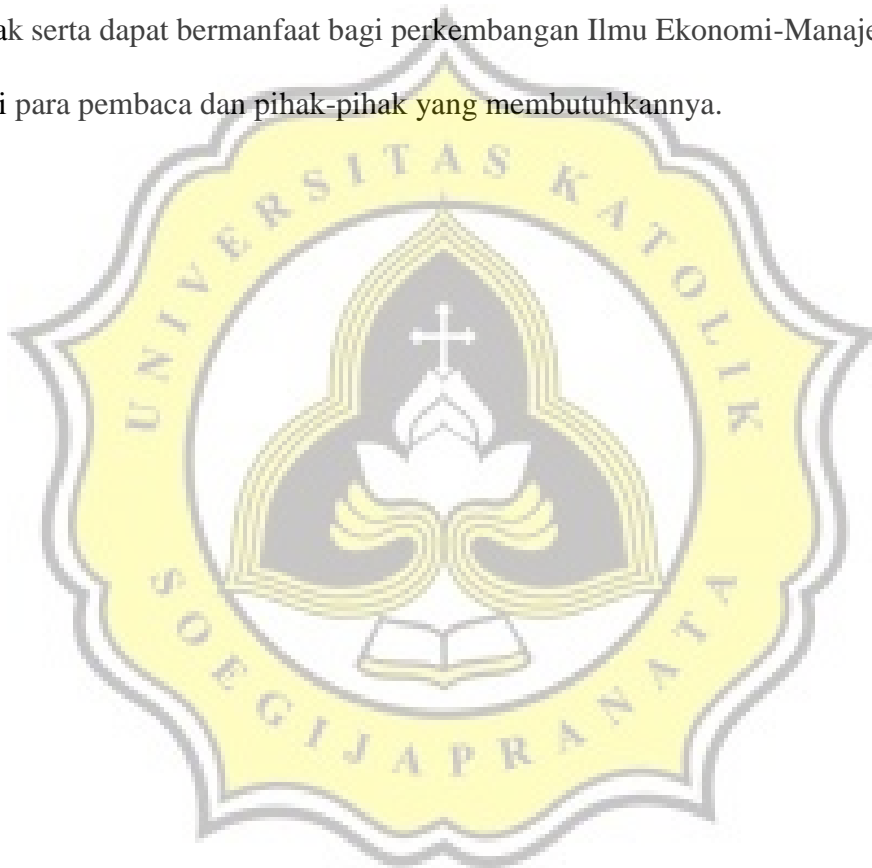 ak serta dapat bermanfaat bagi perkembangan Ilmu Ekonomi-Manaje
i para pembaca dan pihak-pihak yang membutuhkannya.
UNIVERSITAS KATOLIK
SOEGIJAPRANATA